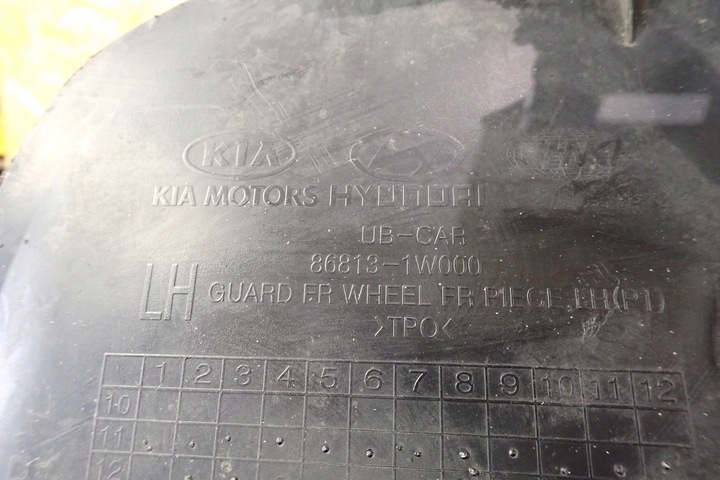 KIA
KIA MOTORS HYUNDAI
UB-CAR
86813-1W000
LH GUARD FR WHEEL FR PIECE, LH(P1)
>TPO<
1 2 3 4 5 6 7 8 9 10 11 12
10
11
12